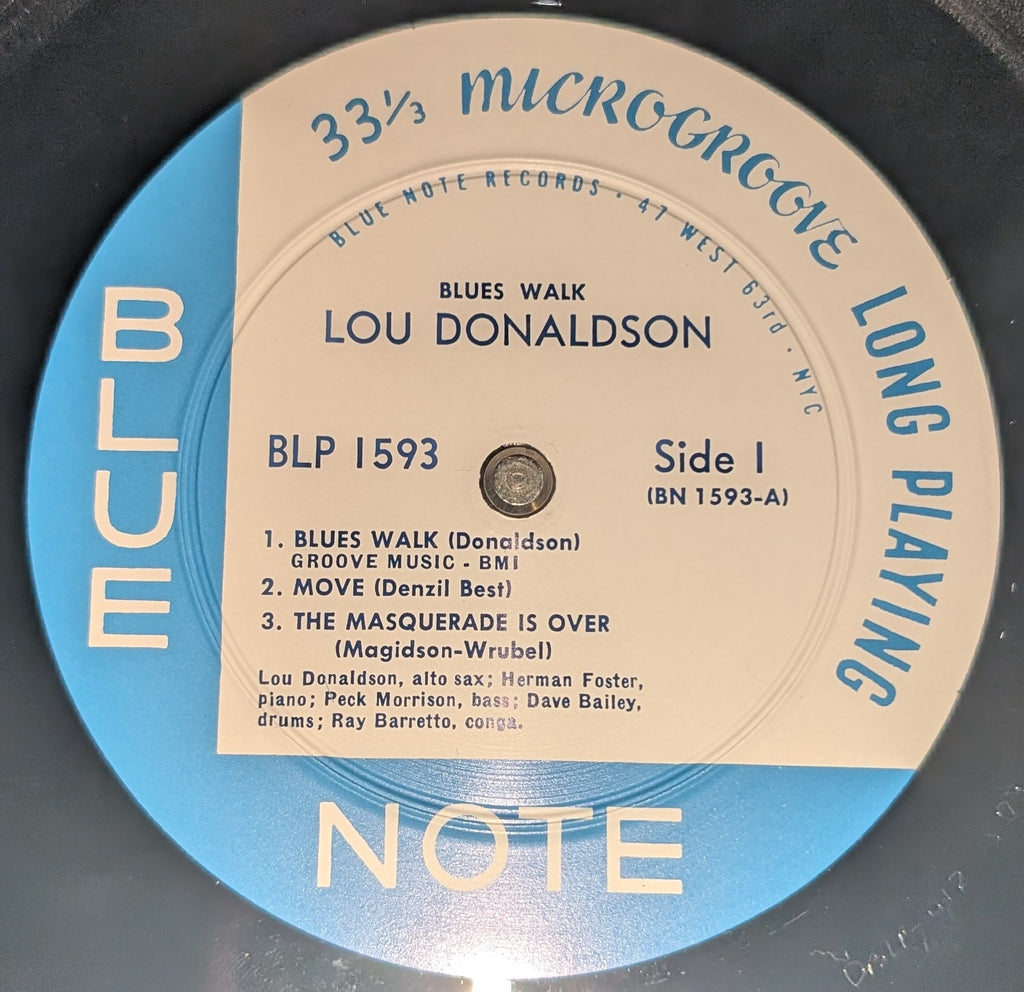 33⅓ MICROGROOVE LONG PLAYING
BLUE NOTE RECORDS · 47 WEST 63rd · NYC
BLUES WALK
LOU DONALDSON
BLP 1593
Side 1
(BN 1593-A)
1. BLUES WALK (Donaldson)
GROOVE MUSIC - BMI
2. MOVE (Denzil Best)
3. THE MASQUERADE IS OVER
(Magidson-Wrubel)
Lou Donaldson, alto sax; Herman Foster,
piano; Peck Morrison, bass; Dave Bailey,
drums; Ray Barretto, conga.
BLUE
NOTE